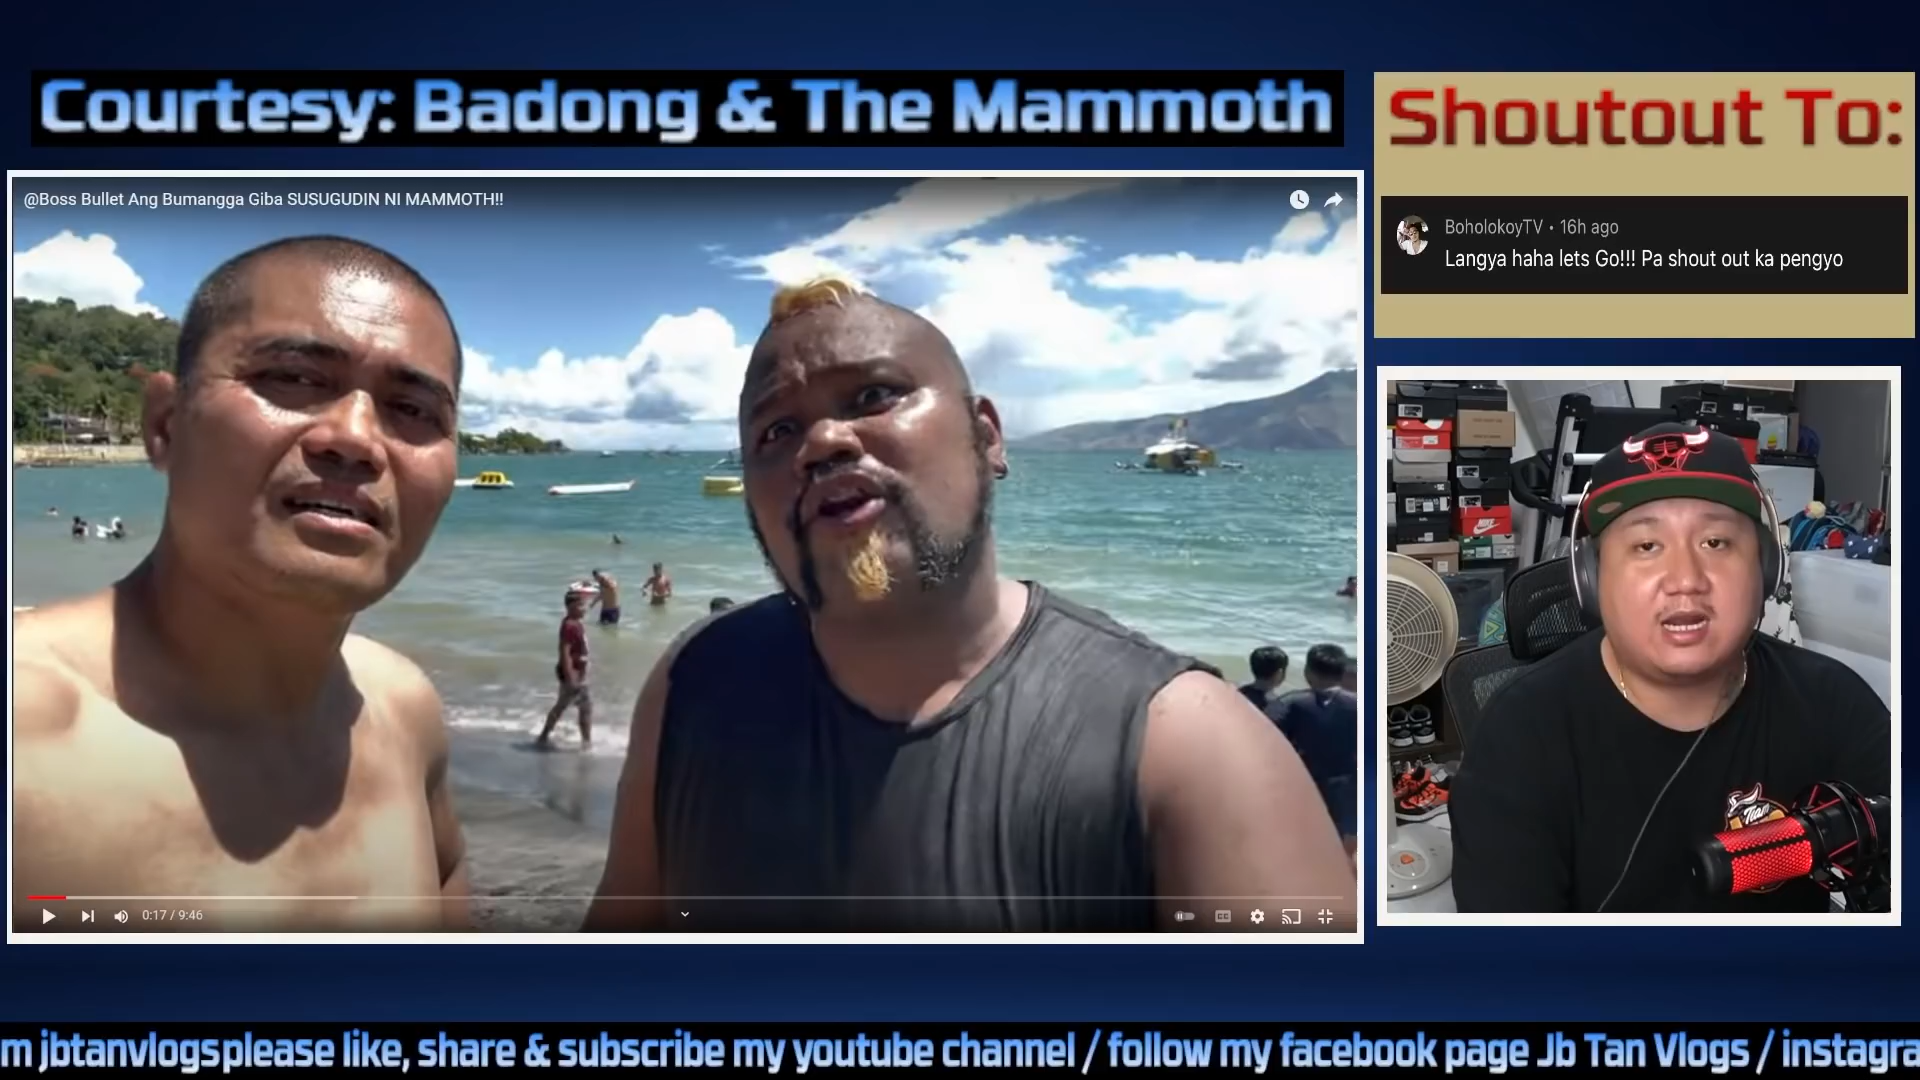 Courtesy: Badong & The Mammoth
Shoutout To:
@Boss Bullet Ang Bumangga Giba SUSUGUDIN NI MAMMOTH!!
BoholokoyTV • 16h ago
Langya haha lets Go!!! Pa shout out ka pengyo
0:17 / 9:46
CC
m jbtanvlogsplease like, share & subscribe my youtube channel / follow my facebook page Jb Tan Vlogs / instagra